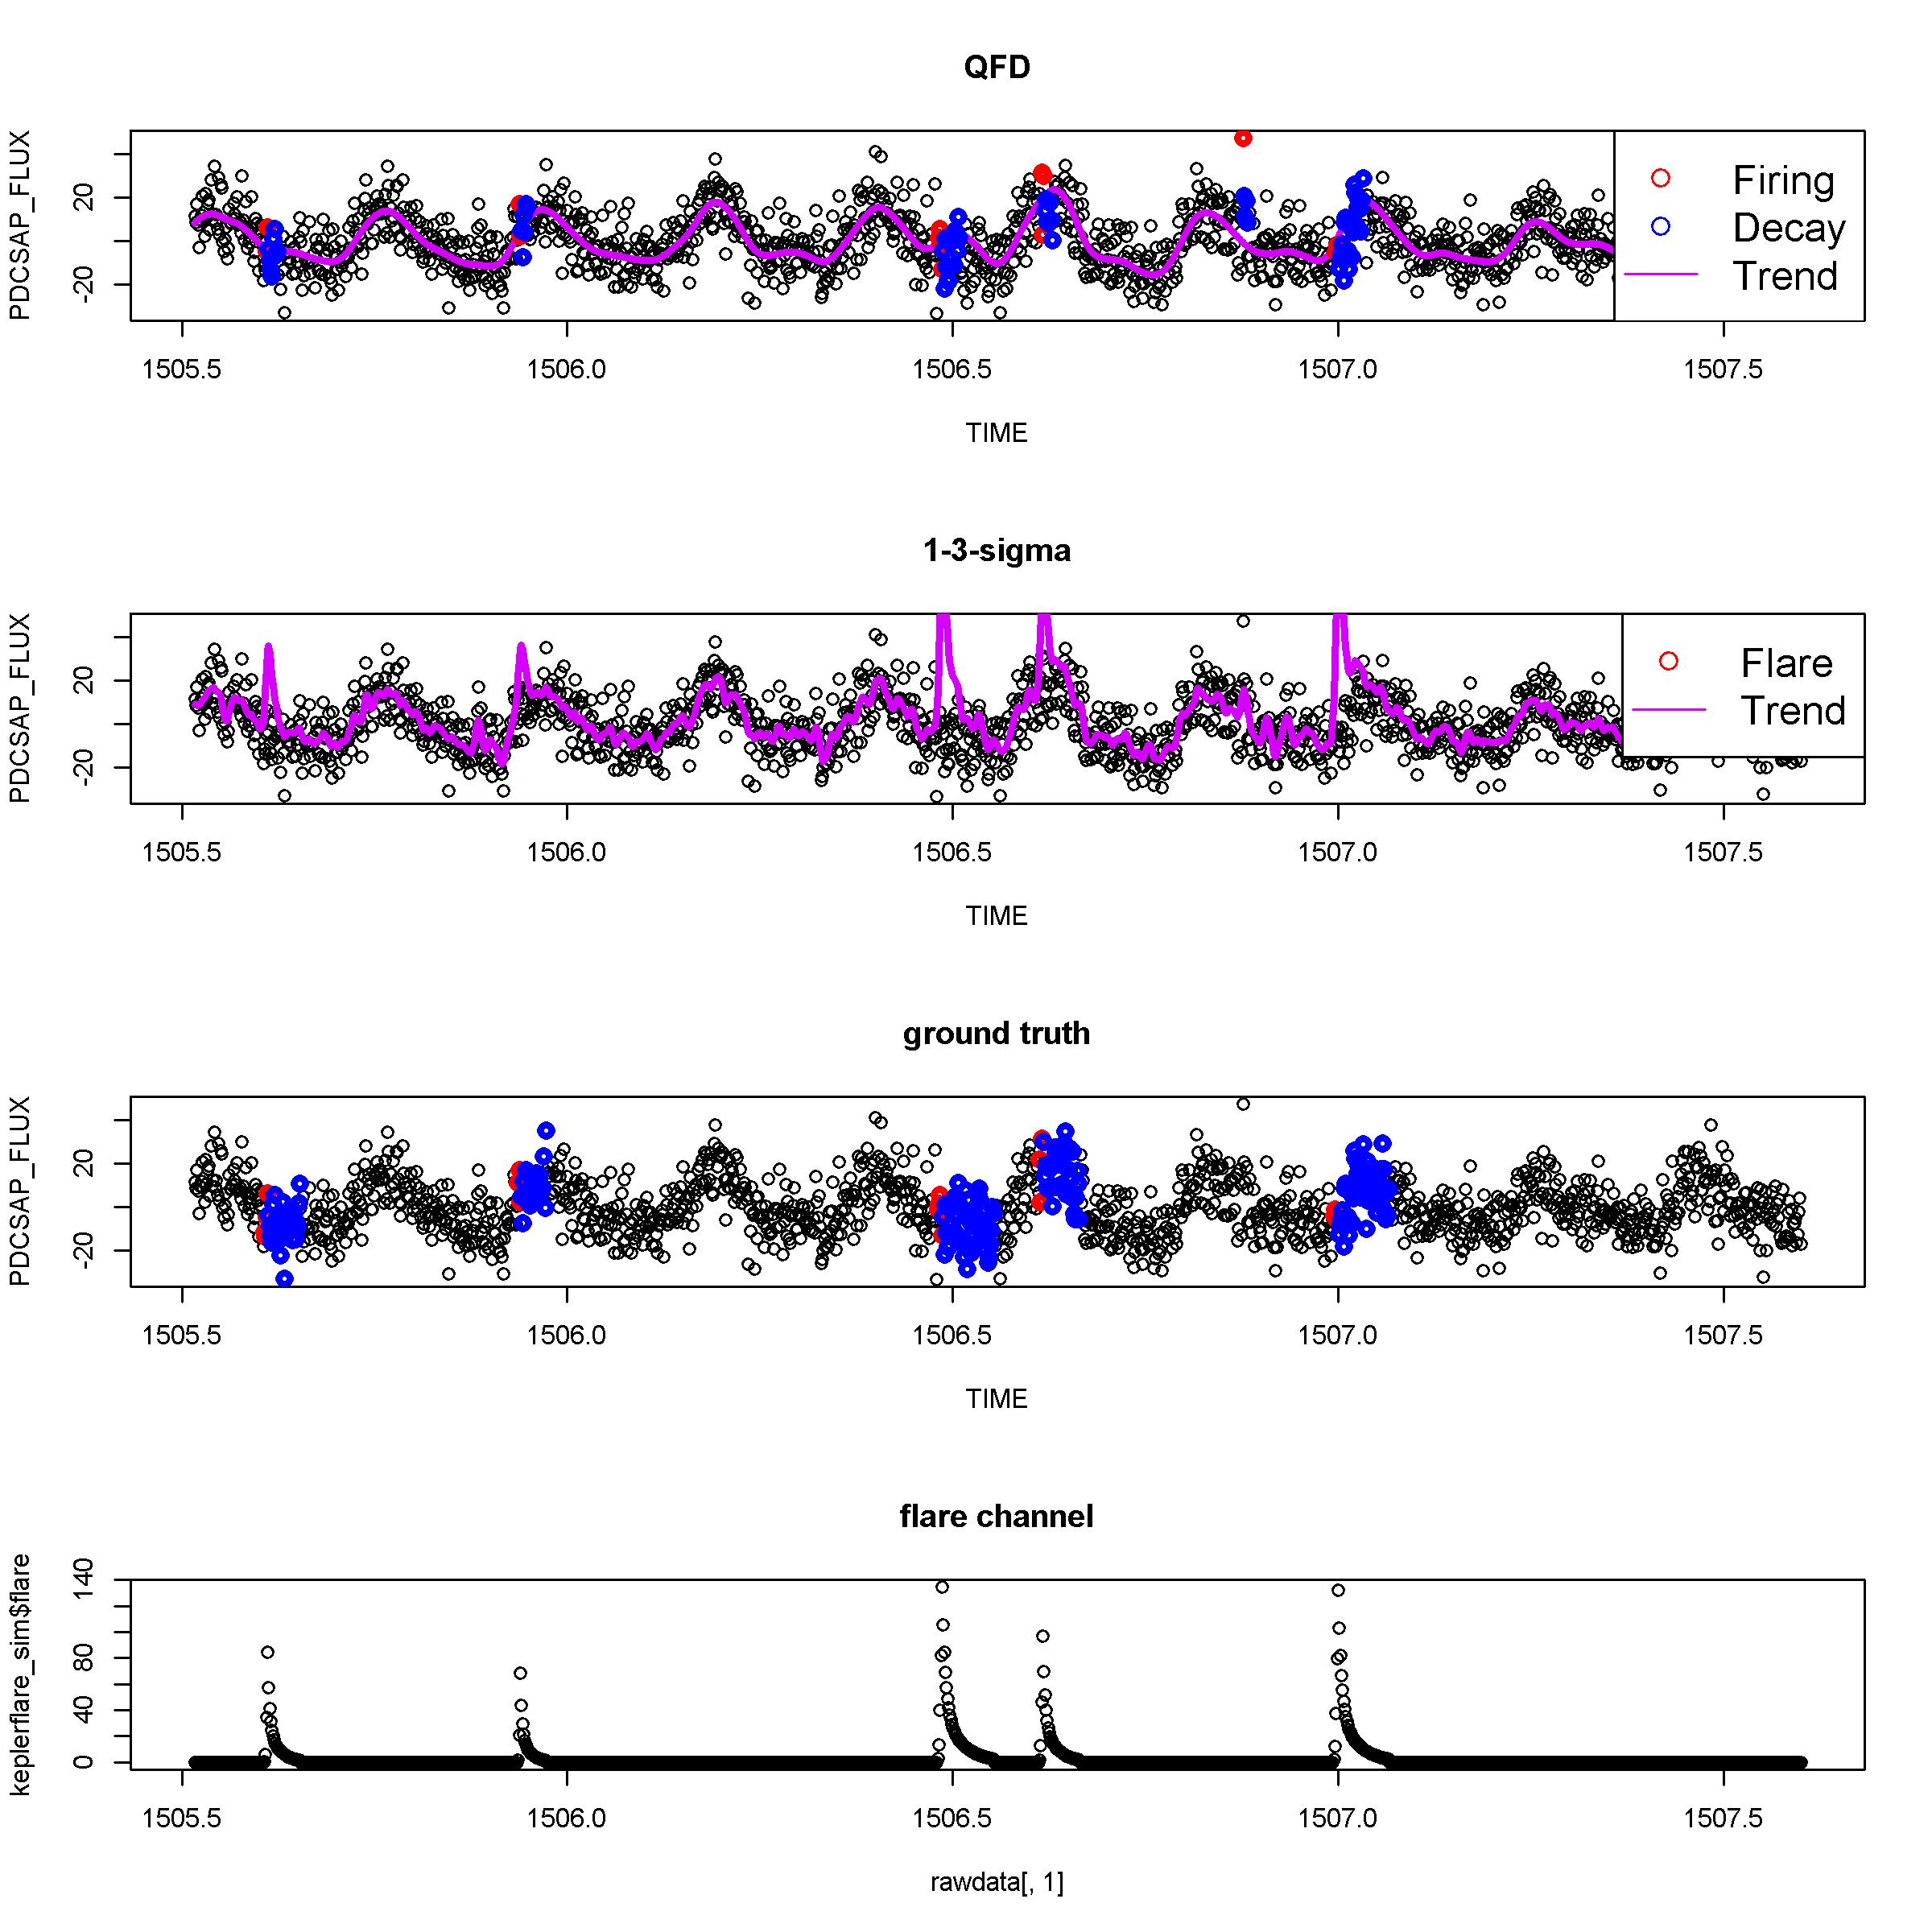 QFD
PDCSAP_FLUX
20
-20
Firing
Decay
Trend
1505.5 1506.0 1506.5 1507.0 1507.5
TIME
1-3-sigma
PDCSAP_FLUX
20
-20
Flare
Trend
1505.5 1506.0 1506.5 1507.0 1507.5
TIME
ground truth
PDCSAP_FLUX
20
-20
1505.5 1506.0 1506.5 1507.0 1507.5
TIME
flare channel
keplerflare_sim$flare
140
80
40
0
1505.5 1506.0 1506.5 1507.0 1507.5
rawdata[, 1]